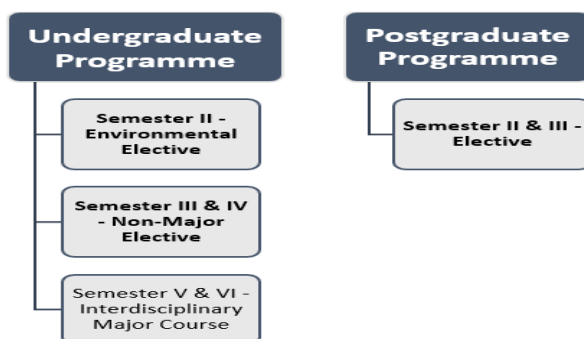 Undergraduate
Programme
Semester II -
Environmental
Elective
Semester III & IV
- Non-Major
Elective
Semester V & VI -
Interdisciplinary
Major Course
Postgraduate
Programme
Semester II & III -
Elective